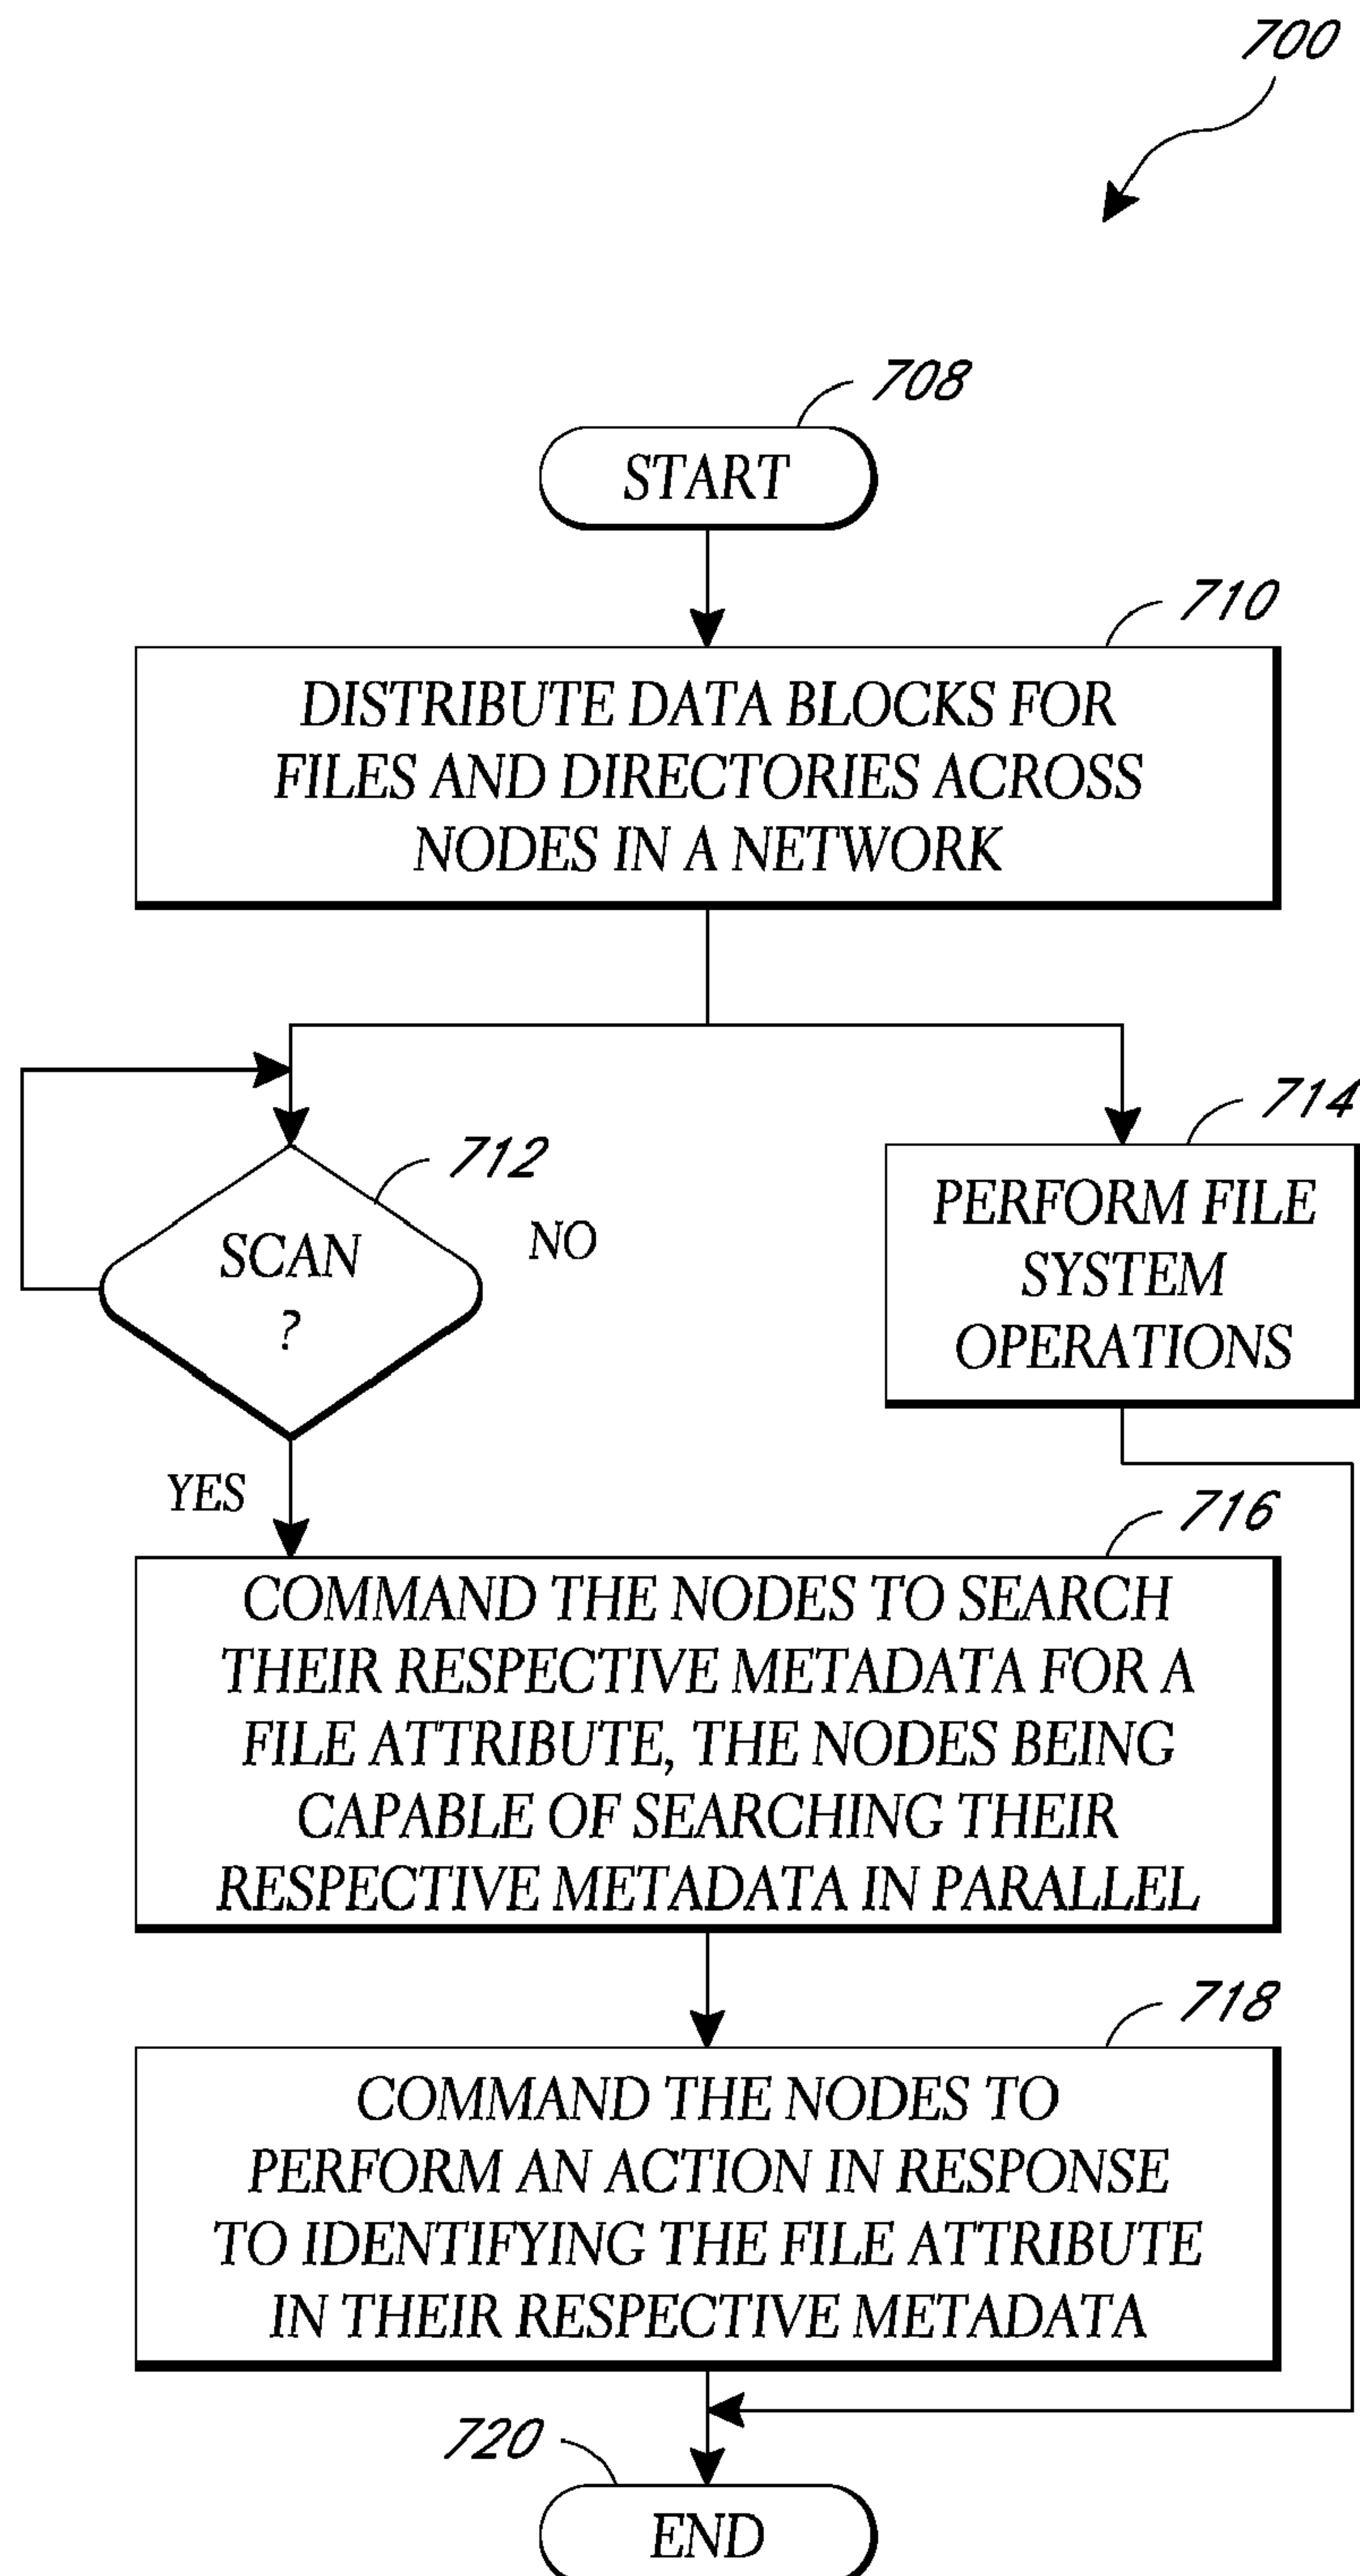 700
708
START
710
DISTRIBUTE DATA BLOCKS FOR
FILES AND DIRECTORIES ACROSS
NODES IN A NETWORK
712
SCAN
?
NO
714
PERFORM FILE
SYSTEM
OPERATIONS
YES
716
COMMAND THE NODES TO SEARCH
THEIR RESPECTIVE METADATA FOR A
FILE ATTRIBUTE, THE NODES BEING
CAPABLE OF SEARCHING THEIR
RESPECTIVE METADATA IN PARALLEL
718
COMMAND THE NODES TO
PERFORM AN ACTION IN RESPONSE
TO IDENTIFYING THE FILE ATTRIBUTE
IN THEIR RESPECTIVE METADATA
720
END